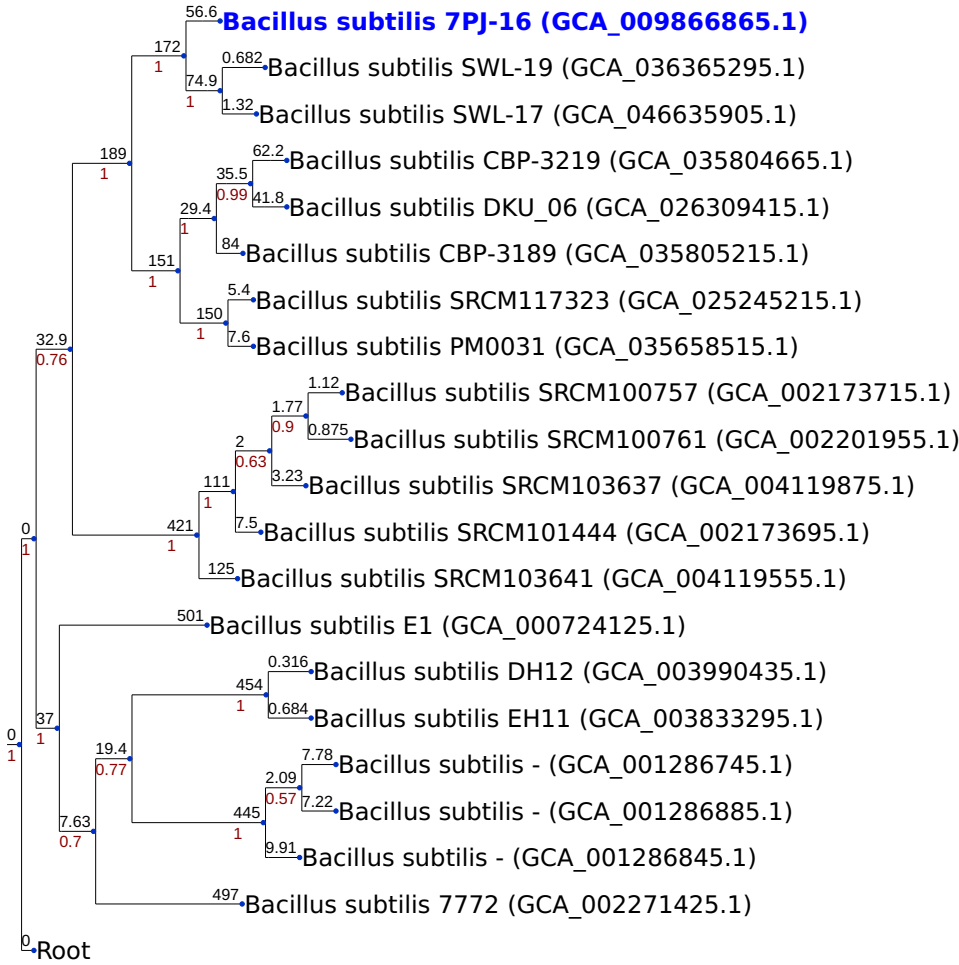 56.6 Bacillus subtilis 7PJ-16 (GCA_009866865.1)
172
1
0.682 Bacillus subtilis SWL-19 (GCA_036365295.1)
74.9
1
1.32 Bacillus subtilis SWL-17 (GCA_046635905.1)
189
1
62.2 Bacillus subtilis CBP-3219 (GCA_035804665.1)
35.5
0.99
41.8 Bacillus subtilis DKU_06 (GCA_026309415.1)
29.4
1
84 Bacillus subtilis CBP-3189 (GCA_035805215.1)
151
1
5.4 Bacillus subtilis SRCM117323 (GCA_025245215.1)
150
1
7.6 Bacillus subtilis PM0031 (GCA_035658515.1)
32.9
0.76
1.12 Bacillus subtilis SRCM100757 (GCA_002173715.1)
1.77
0.9
0.875 Bacillus subtilis SRCM100761 (GCA_002201955.1)
2
0.63
3.23 Bacillus subtilis SRCM103637 (GCA_004119875.1)
111
1
7.5 Bacillus subtilis SRCM101444 (GCA_002173695.1)
421
1
125 Bacillus subtilis SRCM103641 (GCA_004119555.1)
0
1
501 Bacillus subtilis E1 (GCA_000724125.1)
0.316 Bacillus subtilis DH12 (GCA_003990435.1)
454
1
0.684 Bacillus subtilis EH11 (GCA_003833295.1)
37
1
0
1
19.4
0.77
7.78 Bacillus subtilis - (GCA_001286745.1)
2.09
0.57
7.22 Bacillus subtilis - (GCA_001286885.1)
445
1
7.63
0.7
9.91 Bacillus subtilis - (GCA_001286845.1)
497 Bacillus subtilis 7772 (GCA_002271425.1)
0 Root